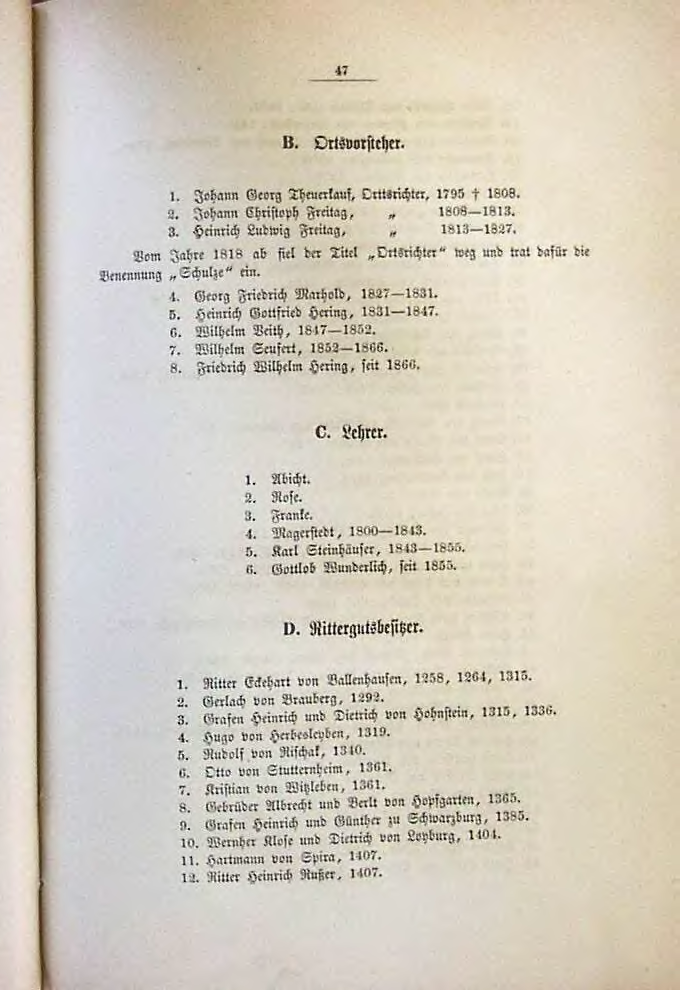 47
B. Ortsvorsteher.
1. Johann Georg Theuerkauf, Ortsrichter, 1795 † 1808.
2. Johann Christoph Freitag, „ 1808—1813.
3. Heinrich Ludwig Freitag, „ 1813—1827.
Vom Jahre 1818 ab fiel der Titel „Ortsrichter“ weg und trat dafür die
Benennung „Schulze“ ein.
4. Georg Friedrich Marhold, 1827—1831.
5. Heinrich Gottfried Hering, 1831—1847.
6. Wilhelm Veith, 1847—1852.
7. Wilhelm Seufert, 1852—1866.
8. Friedrich Wilhelm Hering, seit 1866.
C. Lehrer.
1. Abicht.
2. Rose.
3. Franke.
4. Magerstedt, 1800—1843.
5. Karl Steinhäuser, 1843—1855.
6. Gottlob Wunderlich, seit 1855.
D. Rittergutsbesitzer.
1. Ritter Eckehart von Ballenhausen, 1258, 1264, 1315.
2. Gerlach von Brauberg, 1292.
3. Grafen Heinrich und Dietrich von Hohnstein, 1315, 1336.
4. Hugo von Herbesleyben, 1319.
5. Rudolf von Rischak, 1340.
6. Otto von Stutternheim, 1361.
7. Kristian von Witzleben, 1361.
8. Gebrüder Albrecht und Berlt von Hopfgarten, 1365.
9. Grafen Heinrich und Günther zu Schwarzburg, 1385.
10. Wernher Klose und Dietrich von Loyburg, 1404.
11. Hartmann von Spira, 1407.
12. Ritter Heinrich Rußer, 1407.